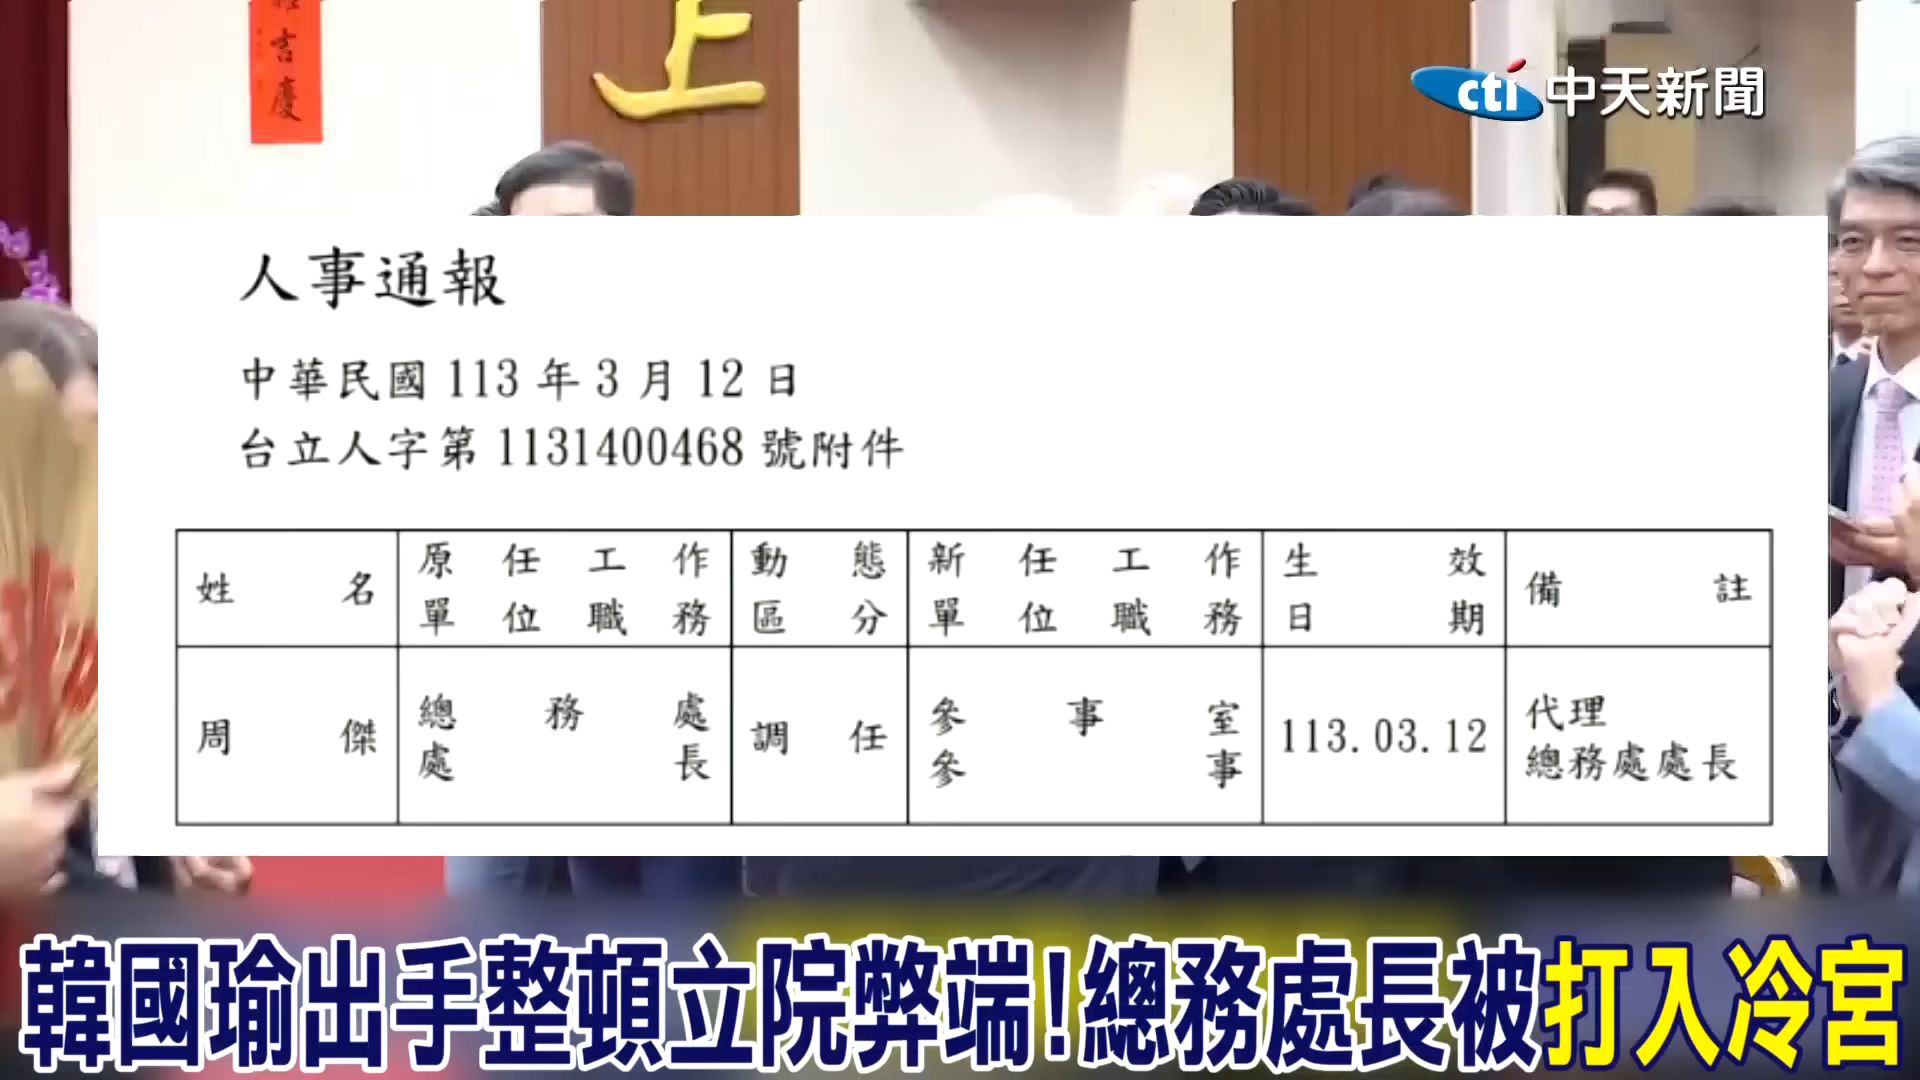 吉慶
上
cti 中天新聞
人事通報
中華民國 113 年 3 月 12 日
台立人字第 1131400468 號附件
姓名
原任工作
單位職務
動態
區分
新任工作
單位職務
生效
日期
備註
周傑
總務處
處長
調任
參事室
參事
113.03.12
代理
總務處處長
韓國瑜出手整頓立院弊端!總務處處長被打入冷宮